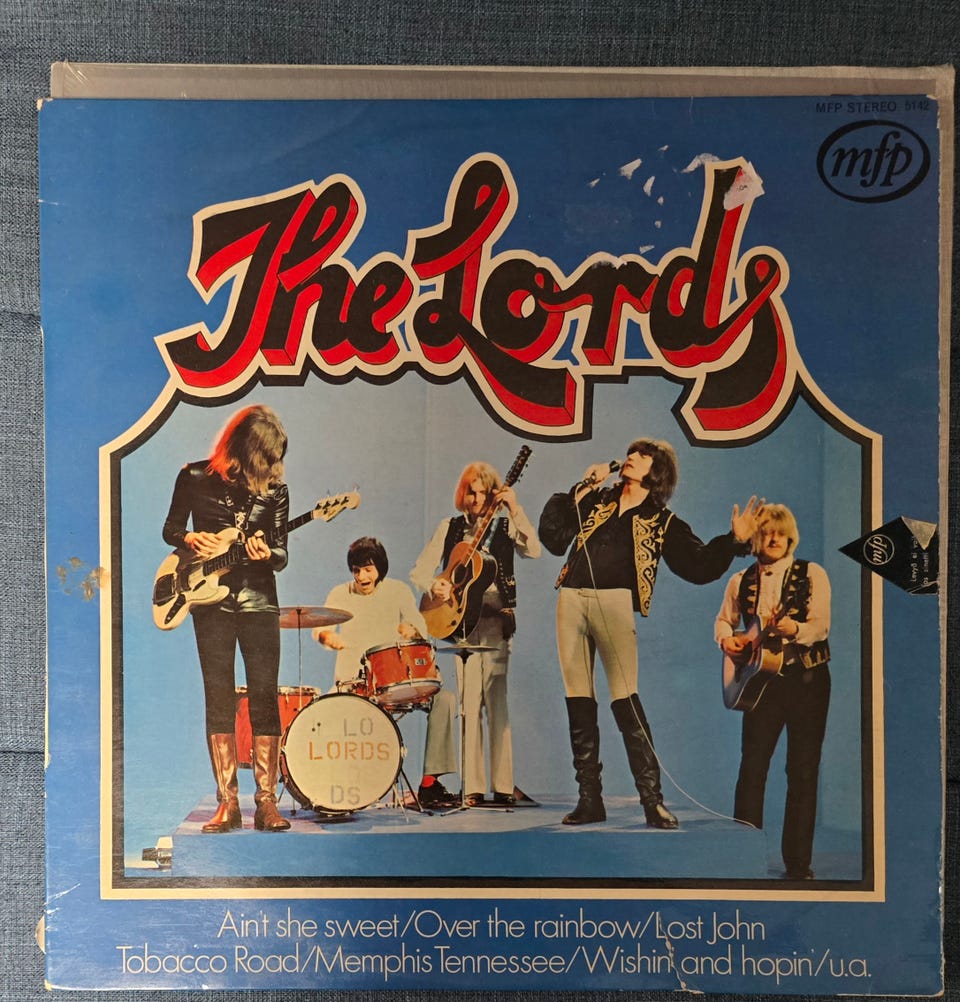 MFP STEREO 5142
mfp
The Lords
mfp
LO
LORDS
DS
Ain't she sweet/Over the rainbow/Lost John
Tobacco Road/Memphis Tennessee/Wishin' and hopin'/u.a.